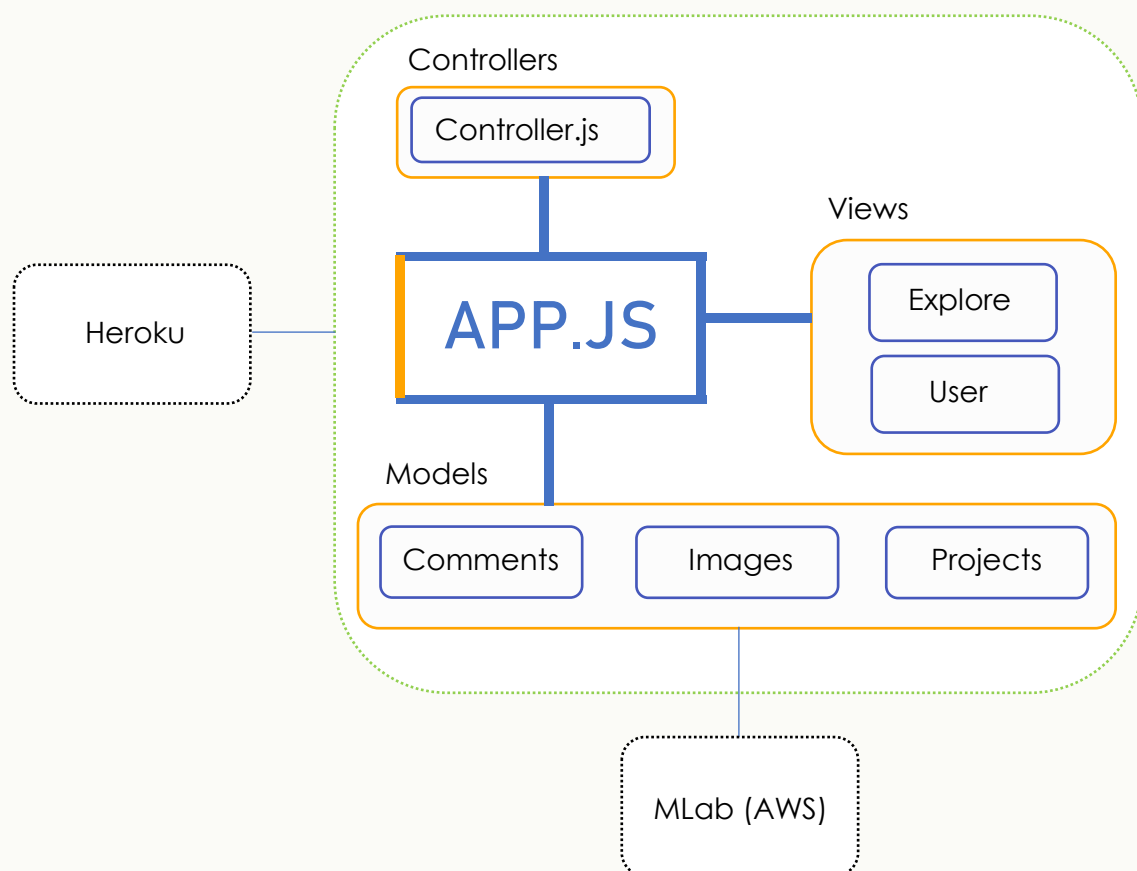 Controllers
Controller.js
Views
Explore
User
Heroku
APP.JS
Models
Comments
Images
Projects
MLab (AWS)